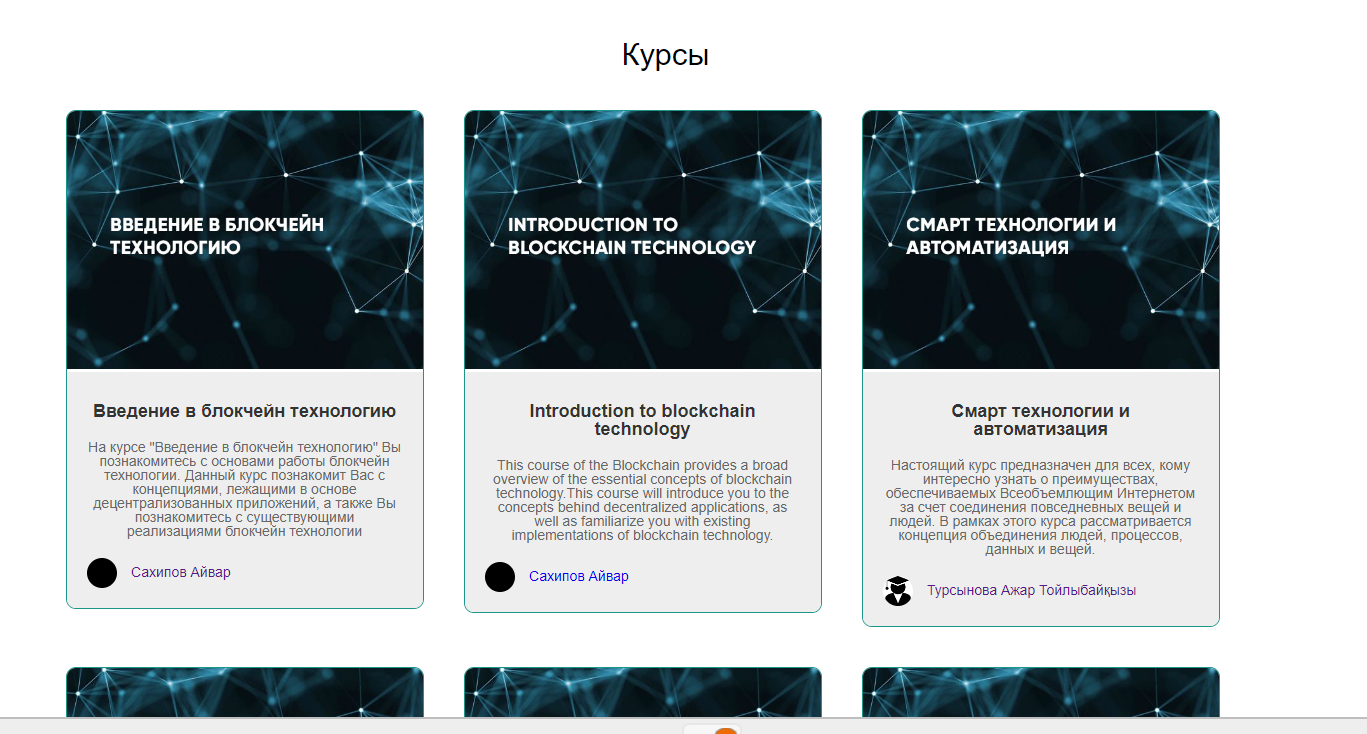 Курсы
ВВЕДЕНИЕ В БЛОКЧЕЙН
ТЕХНОЛОГИЮ
Введение в блокчейн технологию
На курсе "Введение в блокчейн технологию" Вы
познакомитесь с основами работы блокчейн
технологии. Данный курс познакомит Вас с
концепциями, лежащими в основе
децентрализованных приложений, а также Вы
познакомитесь с существующими
реализациями блокчейн технологии
Сахипов Айвар
INTRODUCTION TO
BLOCKCHAIN TECHNOLOGY
Introduction to blockchain
technology
This course of the Blockchain provides a broad
overview of the essential concepts of blockchain
technology.This course will introduce you to the
concepts behind decentralized applications, as
well as familiarize you with existing
implementations of blockchain technology.
Сахипов Айвар
СМАРТ ТЕХНОЛОГИИ И
АВТОМАТИЗАЦИЯ
Смарт технологии и
автоматизация
Настоящий курс предназначен для всех, кому
интересно узнать о преимуществах,
обеспечиваемых Всеобъемлющим Интернетом
за счет соединения повседневных вещей и
людей. В рамках этого курса рассматривается
концепция объединения людей, процессов,
данных и вещей.
Турсынова Ажар Тойлыбайқызы